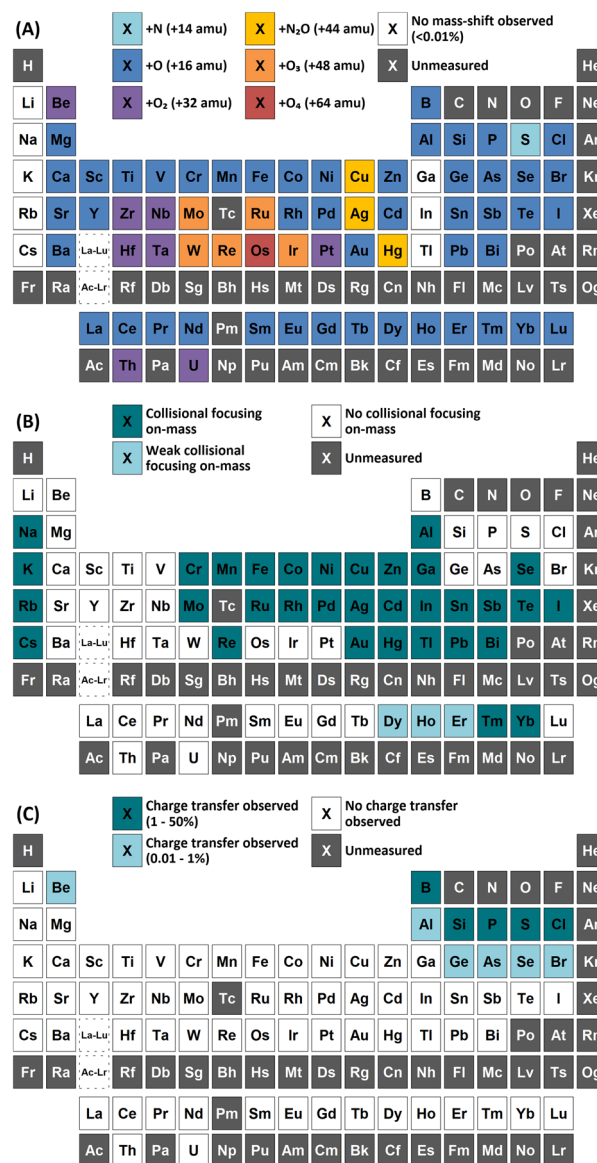 (A)
X +N (+14 amu) X +N₂O (+44 amu) X No mass-shift observed (<0.01%)
X +O (+16 amu) X +O₃ (+48 amu) X Unmeasured
X +O₂ (+32 amu) X +O₄ (+64 amu)
H He
Li Be B C N O F Ne
Na Mg Al Si P S Cl Ar
K Ca Sc Ti V Cr Mn Fe Co Ni Cu Zn Ga Ge As Se Br Kr
Rb Sr Y Zr Nb Mo Tc Ru Rh Pd Ag Cd In Sn Sb Te I Xe
Cs Ba La-Lu Hf Ta W Re Os Ir Pt Au Hg Tl Pb Bi Po At Rn
Fr Ra Ac-Lr Rf Db Sg Bh Hs Mt Ds Rg Cn Nh Fl Mc Lv Ts Og
La Ce Pr Nd Pm Sm Eu Gd Tb Dy Ho Er Tm Yb Lu
Ac Th Pa U Np Pu Am Cm Bk Cf Es Fm Md No Lr
(B)
X Collisional focusing on-mass X No collisional focusing on-mass
X Weak collisional focusing on-mass X Unmeasured
H He
Li Be B C N O F Ne
Na Mg Al Si P S Cl Ar
K Ca Sc Ti V Cr Mn Fe Co Ni Cu Zn Ga Ge As Se Br Kr
Rb Sr Y Zr Nb Mo Tc Ru Rh Pd Ag Cd In Sn Sb Te I Xe
Cs Ba La-Lu Hf Ta W Re Os Ir Pt Au Hg Tl Pb Bi Po At Rn
Fr Ra Ac-Lr Rf Db Sg Bh Hs Mt Ds Rg Cn Nh Fl Mc Lv Ts Og
La Ce Pr Nd Pm Sm Eu Gd Tb Dy Ho Er Tm Yb Lu
Ac Th Pa U Np Pu Am Cm Bk Cf Es Fm Md No Lr
(C)
X Charge transfer observed (1 - 50%) X No charge transfer observed
X Charge transfer observed (0.01 - 1%) X Unmeasured
H He
Li Be B C N O F Ne
Na Mg Al Si P S Cl Ar
K Ca Sc Ti V Cr Mn Fe Co Ni Cu Zn Ga Ge As Se Br Kr
Rb Sr Y Zr Nb Mo Tc Ru Rh Pd Ag Cd In Sn Sb Te I Xe
Cs Ba La-Lu Hf Ta W Re Os Ir Pt Au Hg Tl Pb Bi Po At Rn
Fr Ra Ac-Lr Rf Db Sg Bh Hs Mt Ds Rg Cn Nh Fl Mc Lv Ts Og
La Ce Pr Nd Pm Sm Eu Gd Tb Dy Ho Er Tm Yb Lu
Ac Th Pa U Np Pu Am Cm Bk Cf Es Fm Md No Lr